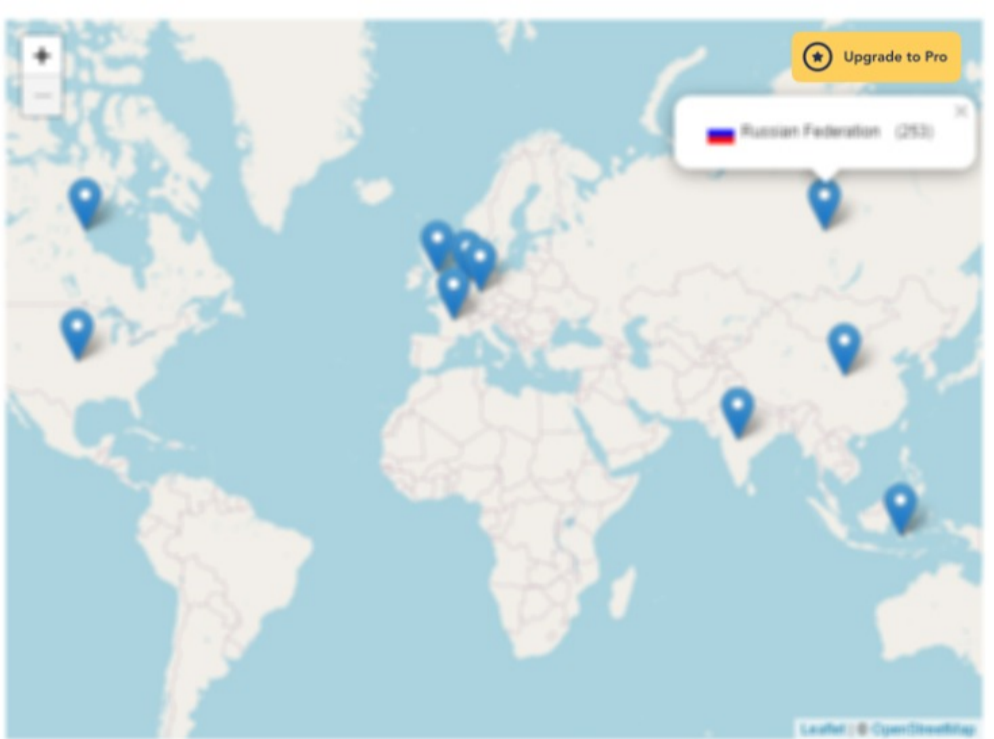 +
−
Upgrade to Pro
×
Russian Federation (253)
Leaflet | © OpenStreetMap